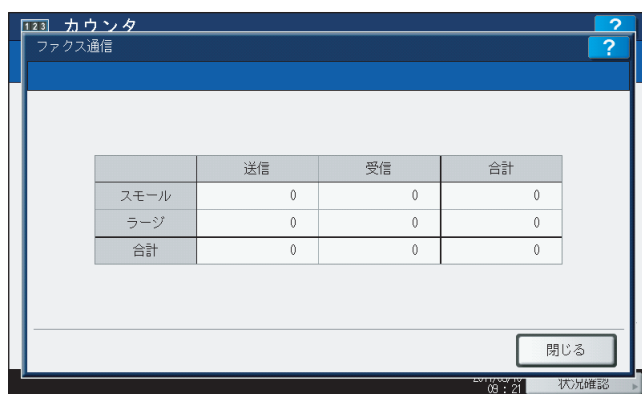 123 カウンタ ?
ファクス通信 ?
送信 受信 合計
スモール 0 0 0
ラージ 0 0 0
合計 0 0 0
閉じる
09:21 状況確認